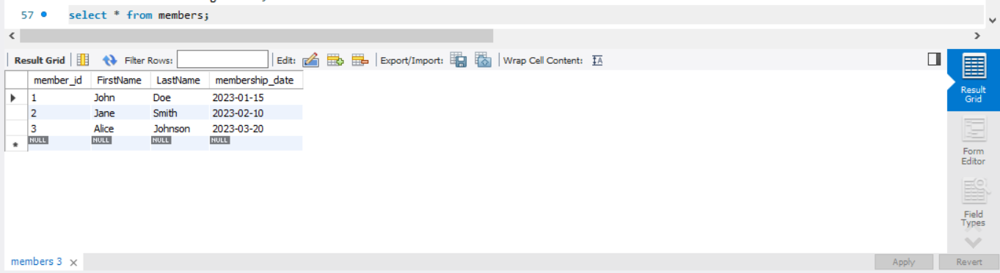 57 select * from members;
Result Grid Filter Rows: Edit: Export/Import: Wrap Cell Content:
member_id FirstName LastName membership_date
1 John Doe 2023-01-15
2 Jane Smith 2023-02-10
3 Alice Johnson 2023-03-20
NULL NULL NULL NULL
Result
Grid
Form
Editor
Field
Types
members 3
Apply Revert